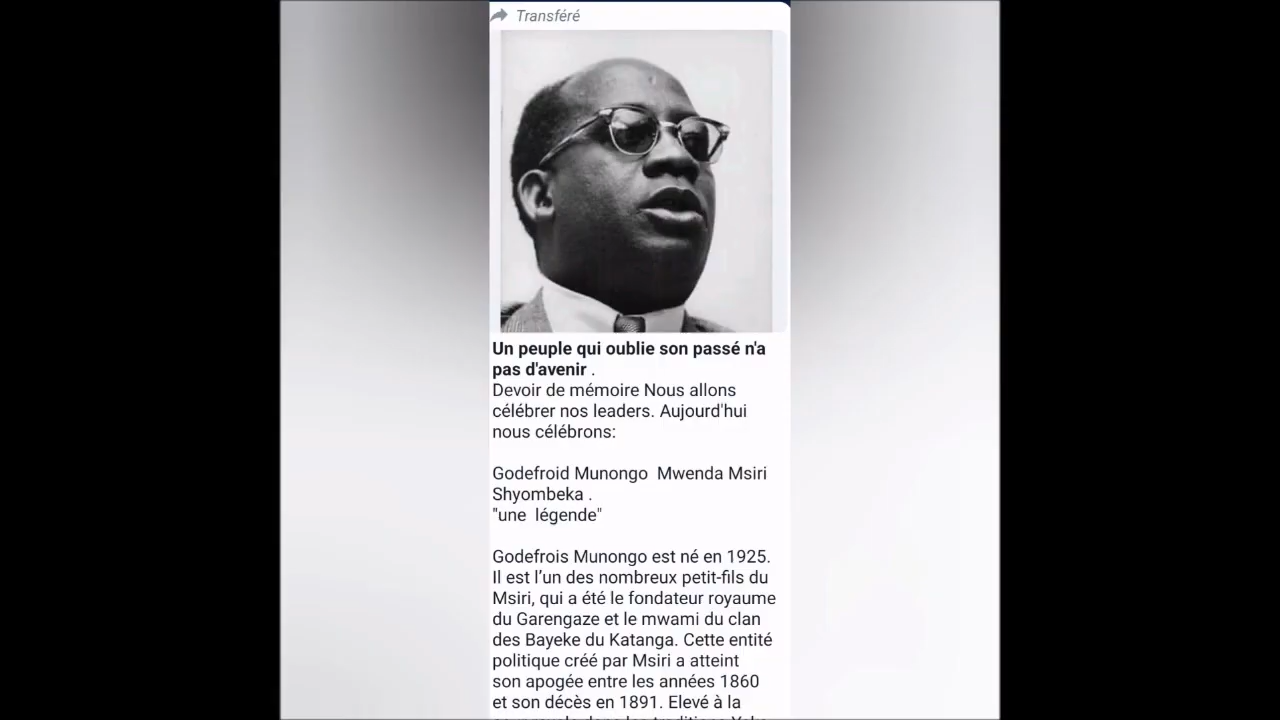 Transféré
Un peuple qui oublie son passé n'a
pas d'avenir .
Devoir de mémoire Nous allons
célébrer nos leaders. Aujourd'hui
nous célébrons:
Godefroid Munongo  Mwenda Msiri
Shyombeka .
"une  légende"
Godefrois Munongo est né en 1925.
Il est l’un des nombreux petit-fils du
Msiri, qui a été le fondateur royaume
du Garengaze et le mwami du clan
des Bayeke du Katanga. Cette entité
politique créé par Msiri a atteint
son apogée entre les années 1860
et son décès en 1891. Elevé à la